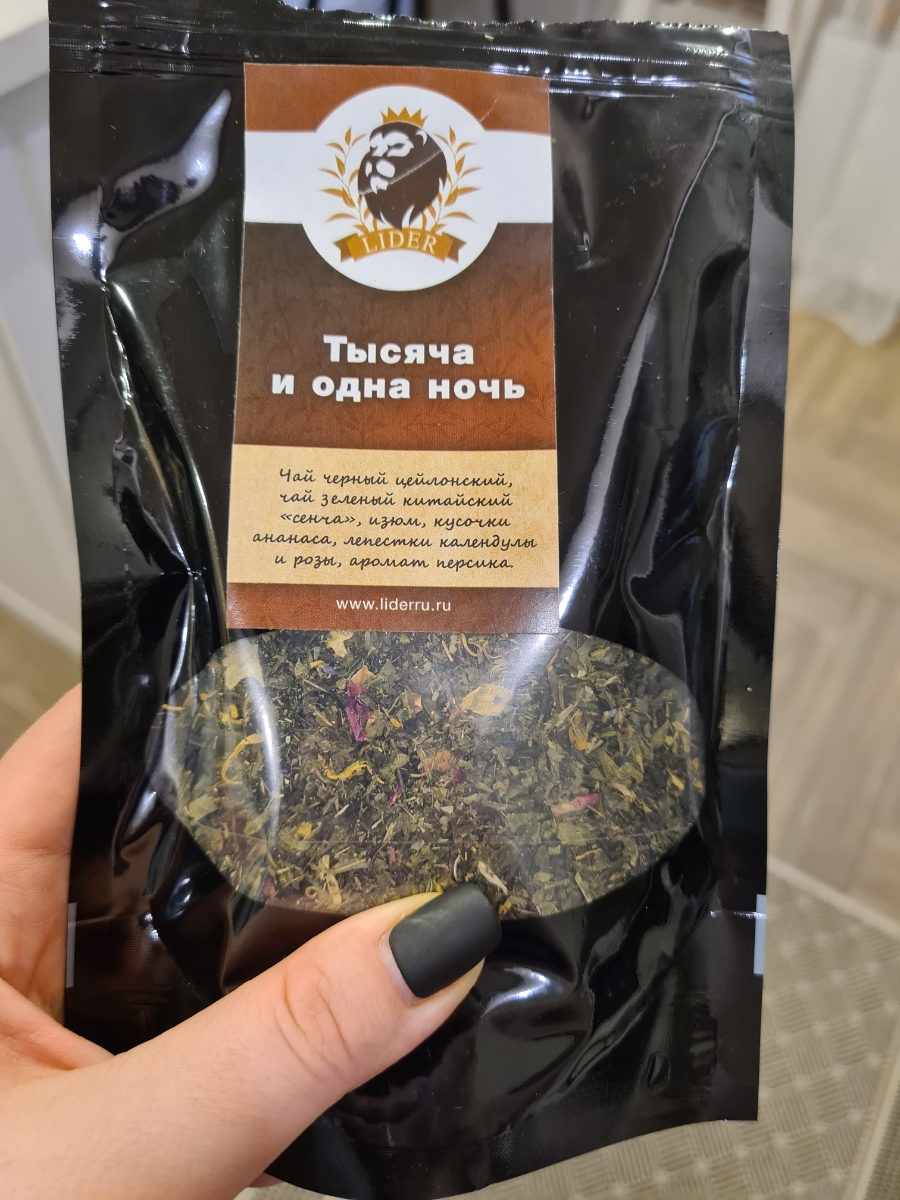 LIDER
Тысяча
и одна ночь
Чай черный цейлонский,
чай зеленый китайский
«сенча», изюм, кусочки
ананаса, лепестки календулы
и розы, аромат персика.
www.liderru.ru